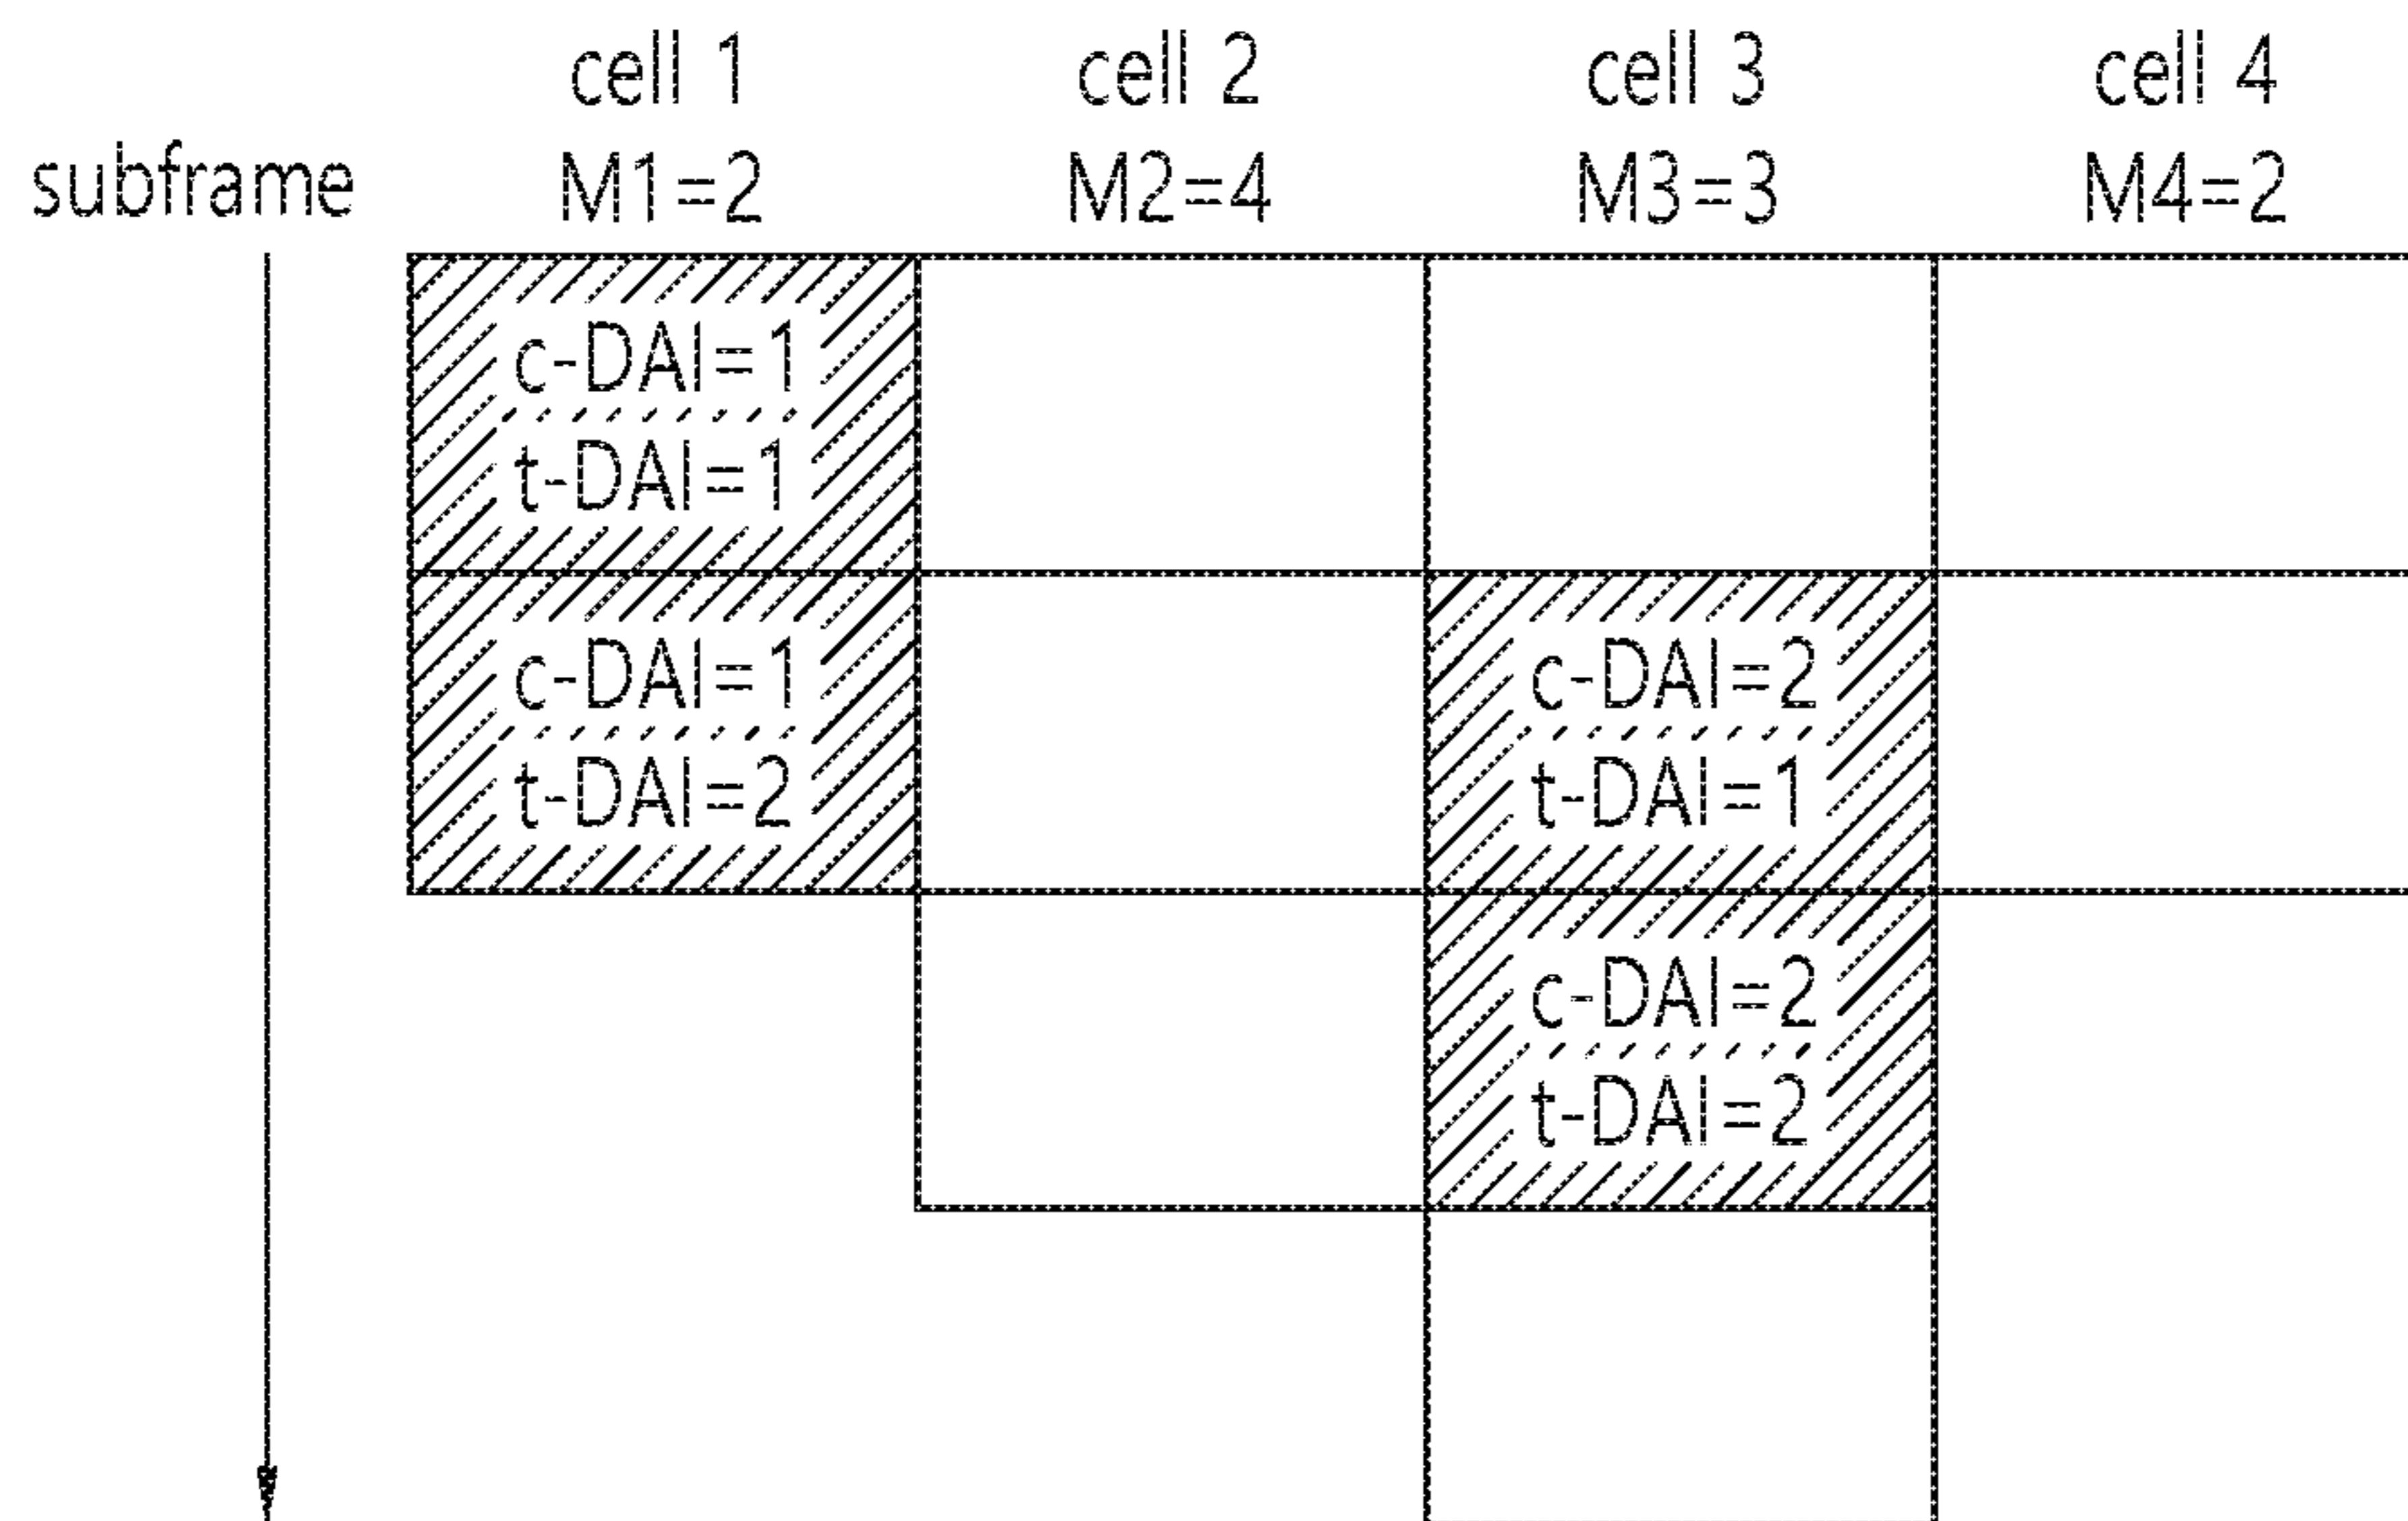 cell 1 cell 2 cell 3 cell 4
subframe M1=2 M2=4 M3=3 M4=2
c-DAI=1
t-DAI=1
c-DAI=1 c-DAI=2
t-DAI=2 t-DAI=1
c-DAI=2
t-DAI=2